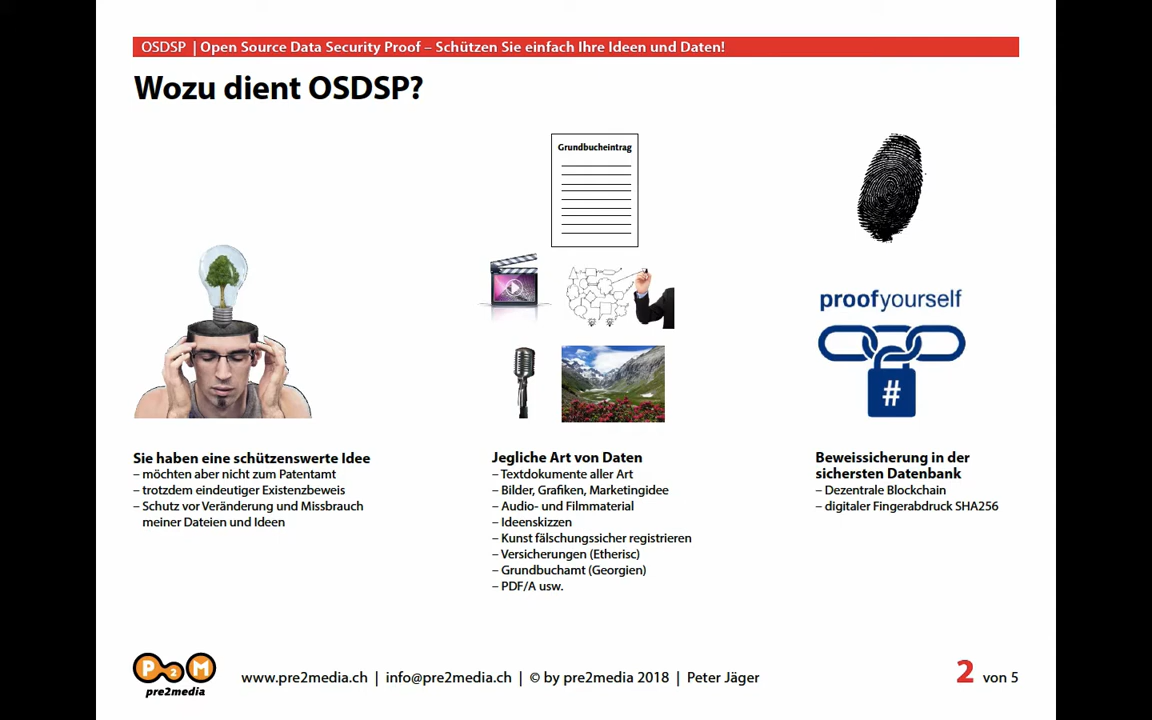 OSDSP | Open Source Data Security Proof – Schützen Sie einfach Ihre Ideen und Daten!
Wozu dient OSDSP?
Grundbucheintrag
proofyourself
#
Sie haben eine schützenswerte Idee
– möchten aber nicht zum Patentamt
– trotzdem eindeutiger Existenzbeweis
– Schutz vor Veränderung und Missbrauch
meiner Dateien und Ideen
Jegliche Art von Daten
– Textdokumente aller Art
– Bilder, Grafiken, Marketingidee
– Audio- und Filmmaterial
– Ideenskizzen
– Kunst fälschungssicher registrieren
– Versicherungen (Etherisc)
– Grundbuchamt (Georgien)
– PDF/A usw.
Beweissicherung in der
sichersten Datenbank
– Dezentrale Blockchain
– digitaler Fingerabdruck SHA256
P2M
pre2media
www.pre2media.ch | info@pre2media.ch | © by pre2media 2018 | Peter Jäger
2 von 5